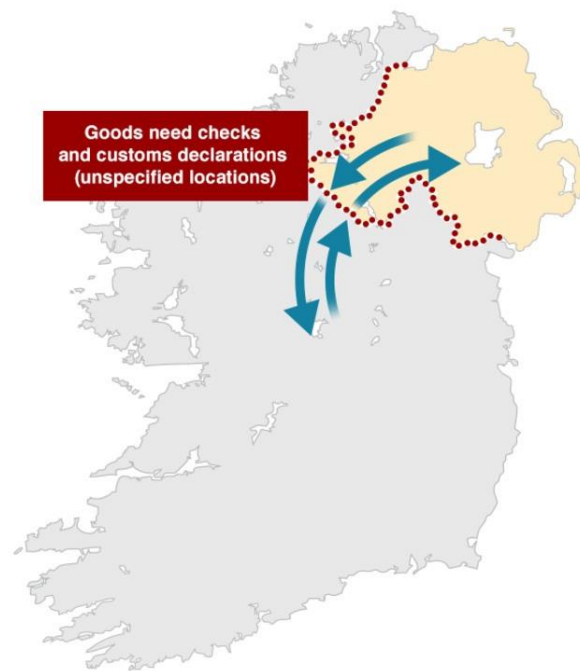 Goods need checks
and customs declarations
(unspecified locations)